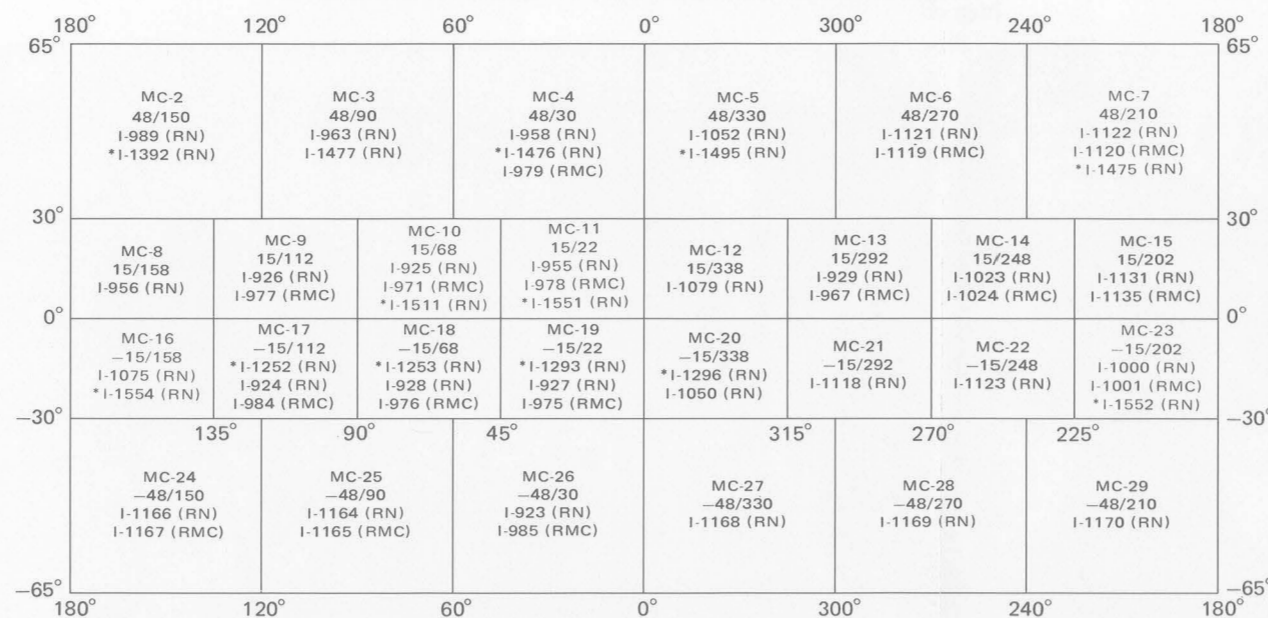 180° 120° 60° 0° 300° 240° 180°
65° 65°
MC-2
48/150
I-989 (RN)
*I-1392 (RN)
MC-3
48/90
I-963 (RN)
I-1477 (RN)
MC-4
48/30
I-958 (RN)
*I-1476 (RN)
I-979 (RMC)
MC-5
48/330
I-1052 (RN)
*I-1495 (RN)
MC-6
48/270
I-1121 (RN)
I-1119 (RMC)
MC-7
48/210
I-1122 (RN)
I-1120 (RMC)
*I-1475 (RN)
30° 30°
MC-8
15/158
I-956 (RN)
MC-9
15/112
I-926 (RN)
I-977 (RMC)
MC-10
15/68
I-925 (RN)
I-971 (RMC)
*I-1511 (RN)
MC-11
15/22
I-955 (RN)
I-978 (RMC)
*I-1551 (RN)
MC-12
15/338
I-1079 (RN)
MC-13
15/292
I-929 (RN)
I-967 (RMC)
MC-14
15/248
I-1023 (RN)
I-1024 (RMC)
MC-15
15/202
I-1131 (RN)
I-1135 (RMC)
0° 0°
MC-16
−15/158
I-1075 (RN)
*I-1554 (RN)
MC-17
−15/112
*I-1252 (RN)
I-924 (RN)
I-984 (RMC)
MC-18
−15/68
*I-1253 (RN)
I-928 (RN)
I-976 (RMC)
MC-19
−15/22
*I-1293 (RN)
I-927 (RN)
I-975 (RMC)
MC-20
−15/338
*I-1296 (RN)
I-1050 (RN)
MC-21
−15/292
I-1118 (RN)
MC-22
−15/248
I-1123 (RN)
MC-23
−15/202
I-1000 (RN)
I-1001 (RMC)
*I-1552 (RN)
−30° −30°
135° 90° 45° 315° 270° 225°
MC-24
−48/150
I-1166 (RN)
I-1167 (RMC)
MC-25
−48/90
I-1164 (RN)
I-1165 (RMC)
MC-26
−48/30
I-923 (RN)
I-985 (RMC)
MC-27
−48/330
I-1168 (RN)
MC-28
−48/270
I-1169 (RN)
MC-29
−48/210
I-1170 (RN)
−65° −65°
180° 120° 60° 0° 300° 240° 180°